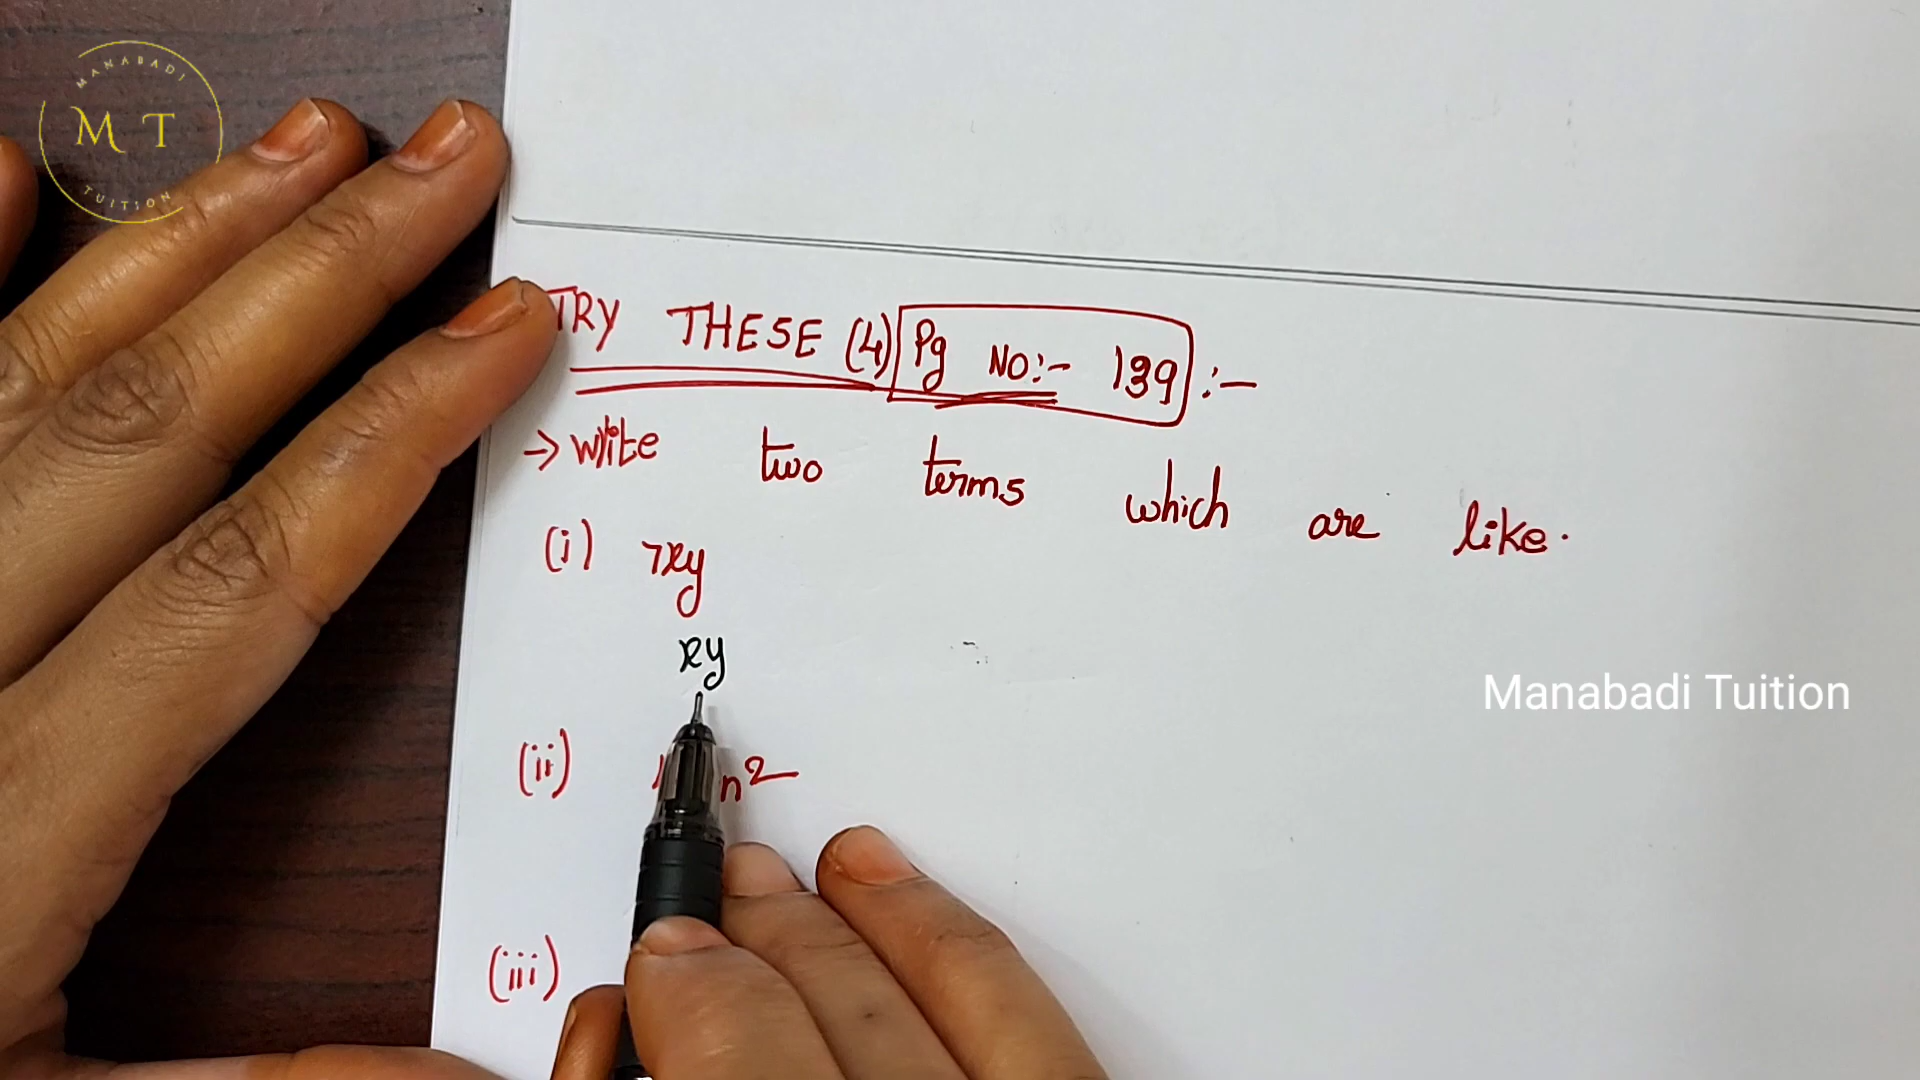 MANABADI
MT
TUITION
TRY THESE (4) Pg NO:- 139 :-
→ write two terms which are like.
(i) 7xy
xy
(ii) n²
(iii)
Manabadi Tuition